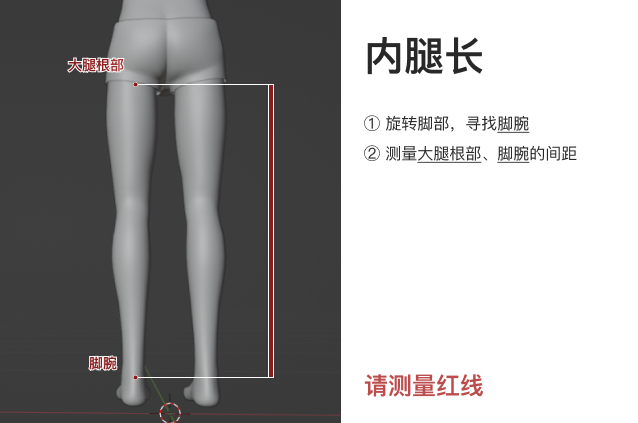 大腿根部
脚腕
内腿长
① 旋转脚部，寻找脚腕
② 测量大腿根部、脚腕的间距
请测量红线